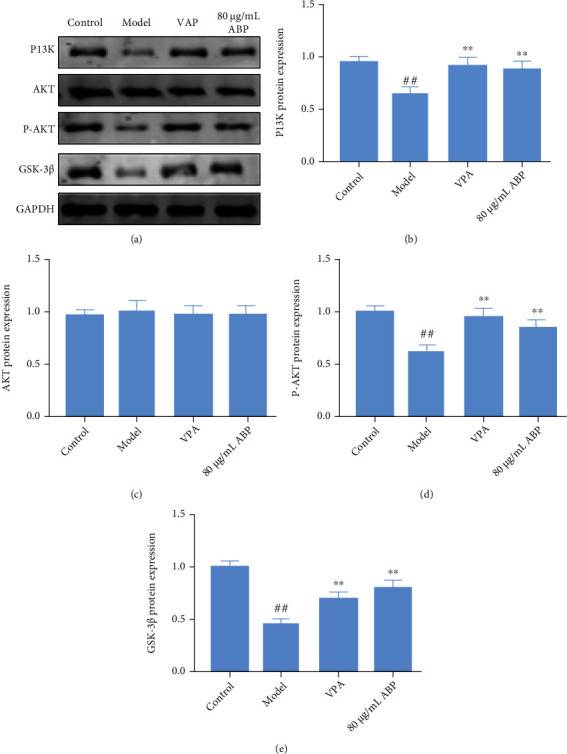 Control Model VAP 80 μg/mL
ABP
P13K
AKT
P-AKT
GSK-3β
GAPDH
(a)
P13K protein expression
1.5
1.0
0.5
0.0
##
**
**
Control
Model
VPA
80 μg/mL ABP
(b)
AKT protein expression
1.5
1.0
0.5
0.0
Control
Model
VPA
80 μg/mL ABP
(c)
P-AKT protein expression
1.5
1.0
0.5
0.0
##
**
**
Control
Model
VPA
80 μg/mL ABP
(d)
GSK-3β protein expression
1.5
1.0
0.5
0.0
##
**
**
Control
Model
VPA
80 μg/mL ABP
(e)